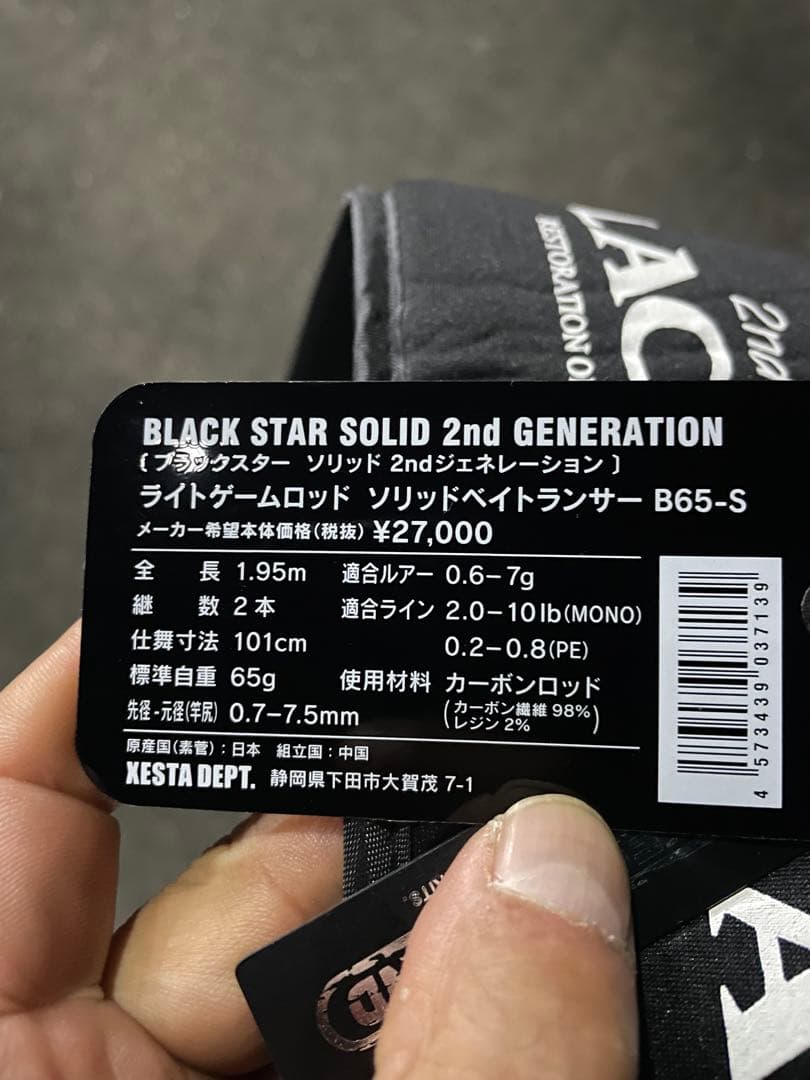 LAC
RESTORATION O
2nd
BLACK STAR SOLID 2nd GENERATION
〔 ブラックスター ソリッド 2ndジェネレーション 〕
ライトゲームロッド ソリッドベイトランサー B65-S
メーカー希望本体価格(税抜) ¥27,000
全長 1.95m 適合ルアー 0.6-7g
継数 2本 適合ライン 2.0-10lb(MONO)
0.2-0.8(PE)
仕舞寸法 101cm
標準自重 65g 使用材料 カーボンロッド
(カーボン繊維 98%
レジン 2%)
先径-元径(竿尻) 0.7-7.5mm
原産国(素菅):日本 組立国:中国
XESTA DEPT. 静岡県下田市大賀茂 7-1
4 573439 037139
A